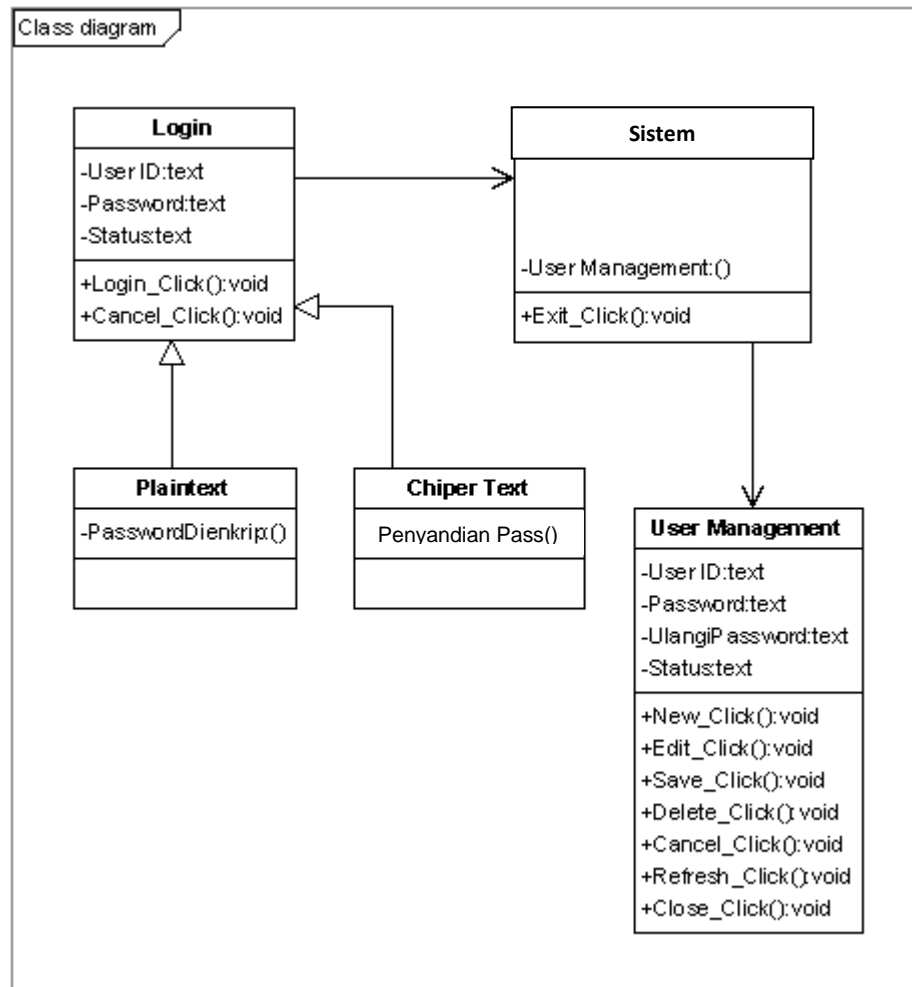 Class diagram
Login
-User ID:text
-Password:text
-Status:text
+Login_Click():void
+Cancel_Click():void
Sistem
-User Management:()
+Exit_Click():void
Plaintext
-PasswordDienkrip:()
Chiper Text
Penyandian Pass()
User Management
-User ID:text
-Password:text
-UlangiPassword:text
-Status:text
+New_Click():void
+Edit_Click():void
+Save_Click():void
+Delete_Click():void
+Cancel_Click():void
+Refresh_Click():void
+Close_Click():void